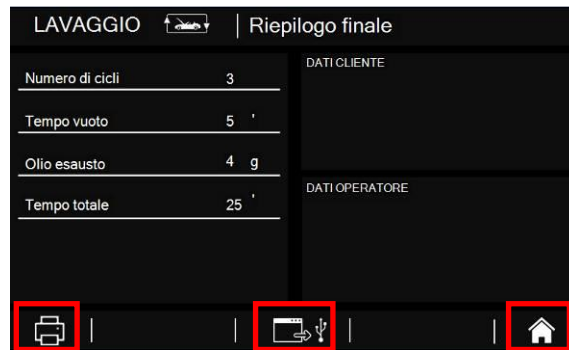 LAVAGGIO | Riepilogo finale
Numero di cicli 3
Tempo vuoto 5 '
Olio esausto 4 g
Tempo totale 25 '
DATI CLIENTE
DATI OPERATORE